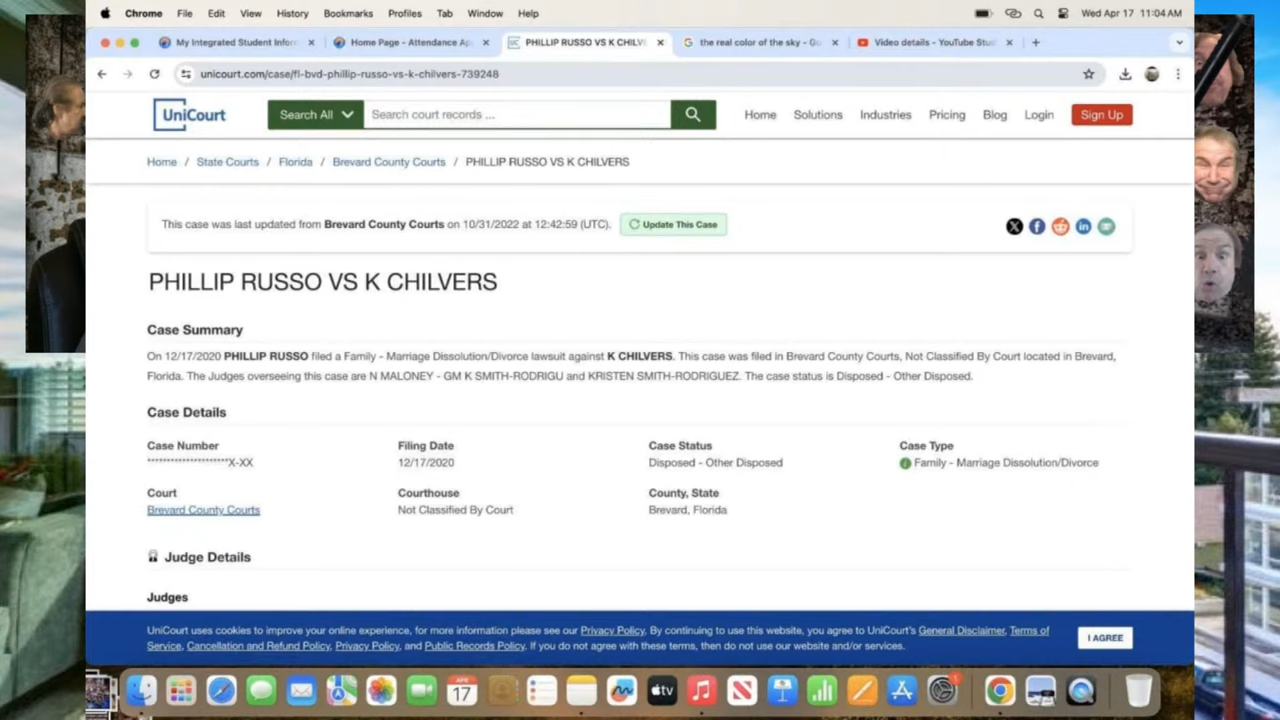 Chrome File Edit View History Bookmarks Profiles Tab Window Help Wed Apr 17 11:04 AM
My Integrated Student Infor Home Page - Attendance Ap PHILLIP RUSSO VS K CHILV the real color of the sky - Go Video details - YouTube Stud
unicourt.com/case/fl-bvd-phillip-russo-vs-k-chilvers-739248
UniCourt Search All Search court records ... Home Solutions Industries Pricing Blog Login Sign Up
Home / State Courts / Florida / Brevard County Courts / PHILLIP RUSSO VS K CHILVERS
This case was last updated from Brevard County Courts on 10/31/2022 at 12:42:59 (UTC). Update This Case
PHILLIP RUSSO VS K CHILVERS
Case Summary
On 12/17/2020 PHILLIP RUSSO filed a Family - Marriage Dissolution/Divorce lawsuit against K CHILVERS. This case was filed in Brevard County Courts, Not Classified By Court located in Brevard,
Florida. The Judges overseeing this case are N MALONEY - GM K SMITH-RODRIGU and KRISTEN SMITH-RODRIGUEZ. The case status is Disposed - Other Disposed.
Case Details
Case Number Filing Date Case Status Case Type
*********************X-XX 12/17/2020 Disposed - Other Disposed Family - Marriage Dissolution/Divorce
Court Courthouse County, State
Brevard County Courts Not Classified By Court Brevard, Florida
Judge Details
Judges
UniCourt uses cookies to improve your online experience, for more information please see our Privacy Policy. By continuing to use this website, you agree to UniCourt's General Disclaimer, Terms of
Service, Cancellation and Refund Policy, Privacy Policy, and Public Records Policy. If you do not agree with these terms, then do not use our website and/or services.
I AGREE
17 tv